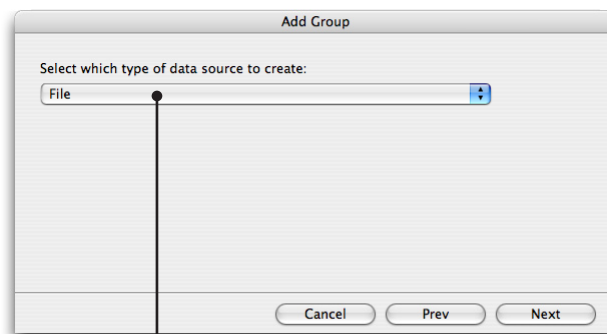 Add Group
Select which type of data source to create:
File
Cancel Prev Next